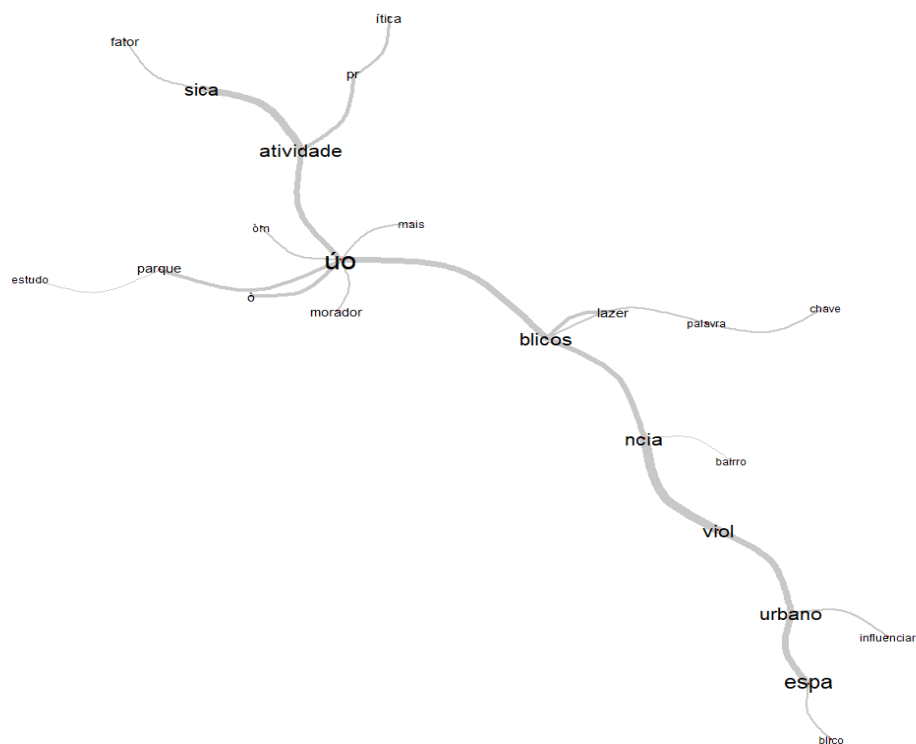 ítica
fator
pr
sica
atividade
òm
mais
úo
parque
estudo
ò
morador
lazer
chave
palavra
blicos
ncia
bairro
viol
urbano
influenciar
espa
blico